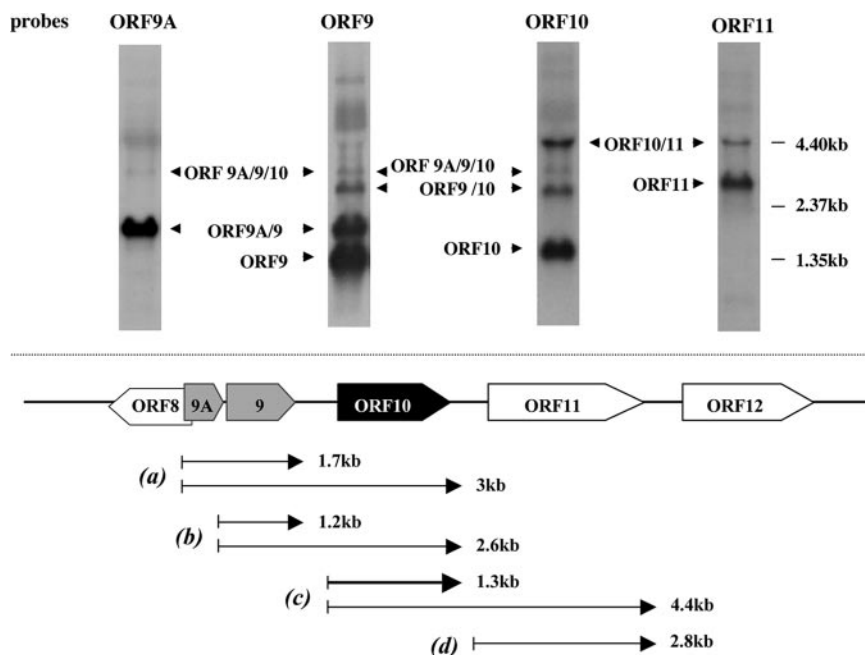 probes ORF9A ORF9 ORF10 ORF11
ORF10/11 4.40kb
ORF 9A/9/10 ORF 9A/9/10
ORF9 /10 ORF11
2.37kb
ORF9A/9
ORF9 ORF10 1.35kb
ORF8 9A 9 ORF10 ORF11 ORF12
(a) 1.7kb
3kb
(b) 1.2kb
2.6kb
(c) 1.3kb
4.4kb
(d) 2.8kb